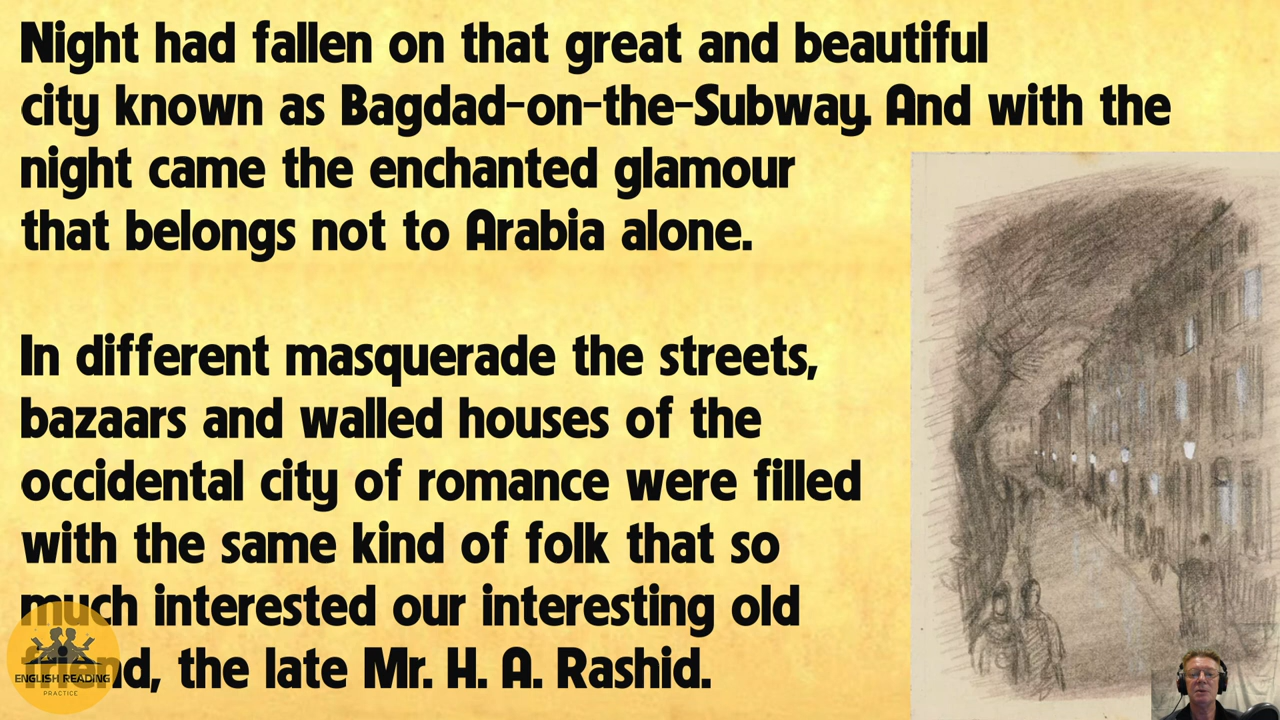 Night had fallen on that great and beautiful
city known as Bagdad-on-the-Subway. And with the
night came the enchanted glamour
that belongs not to Arabia alone.
In different masquerade the streets,
bazaars and walled houses of the
occidental city of romance were filled
with the same kind of folk that so
much interested our interesting old
friend, the late Mr. H. A. Rashid.
ENGLISH READING
PRACTICE